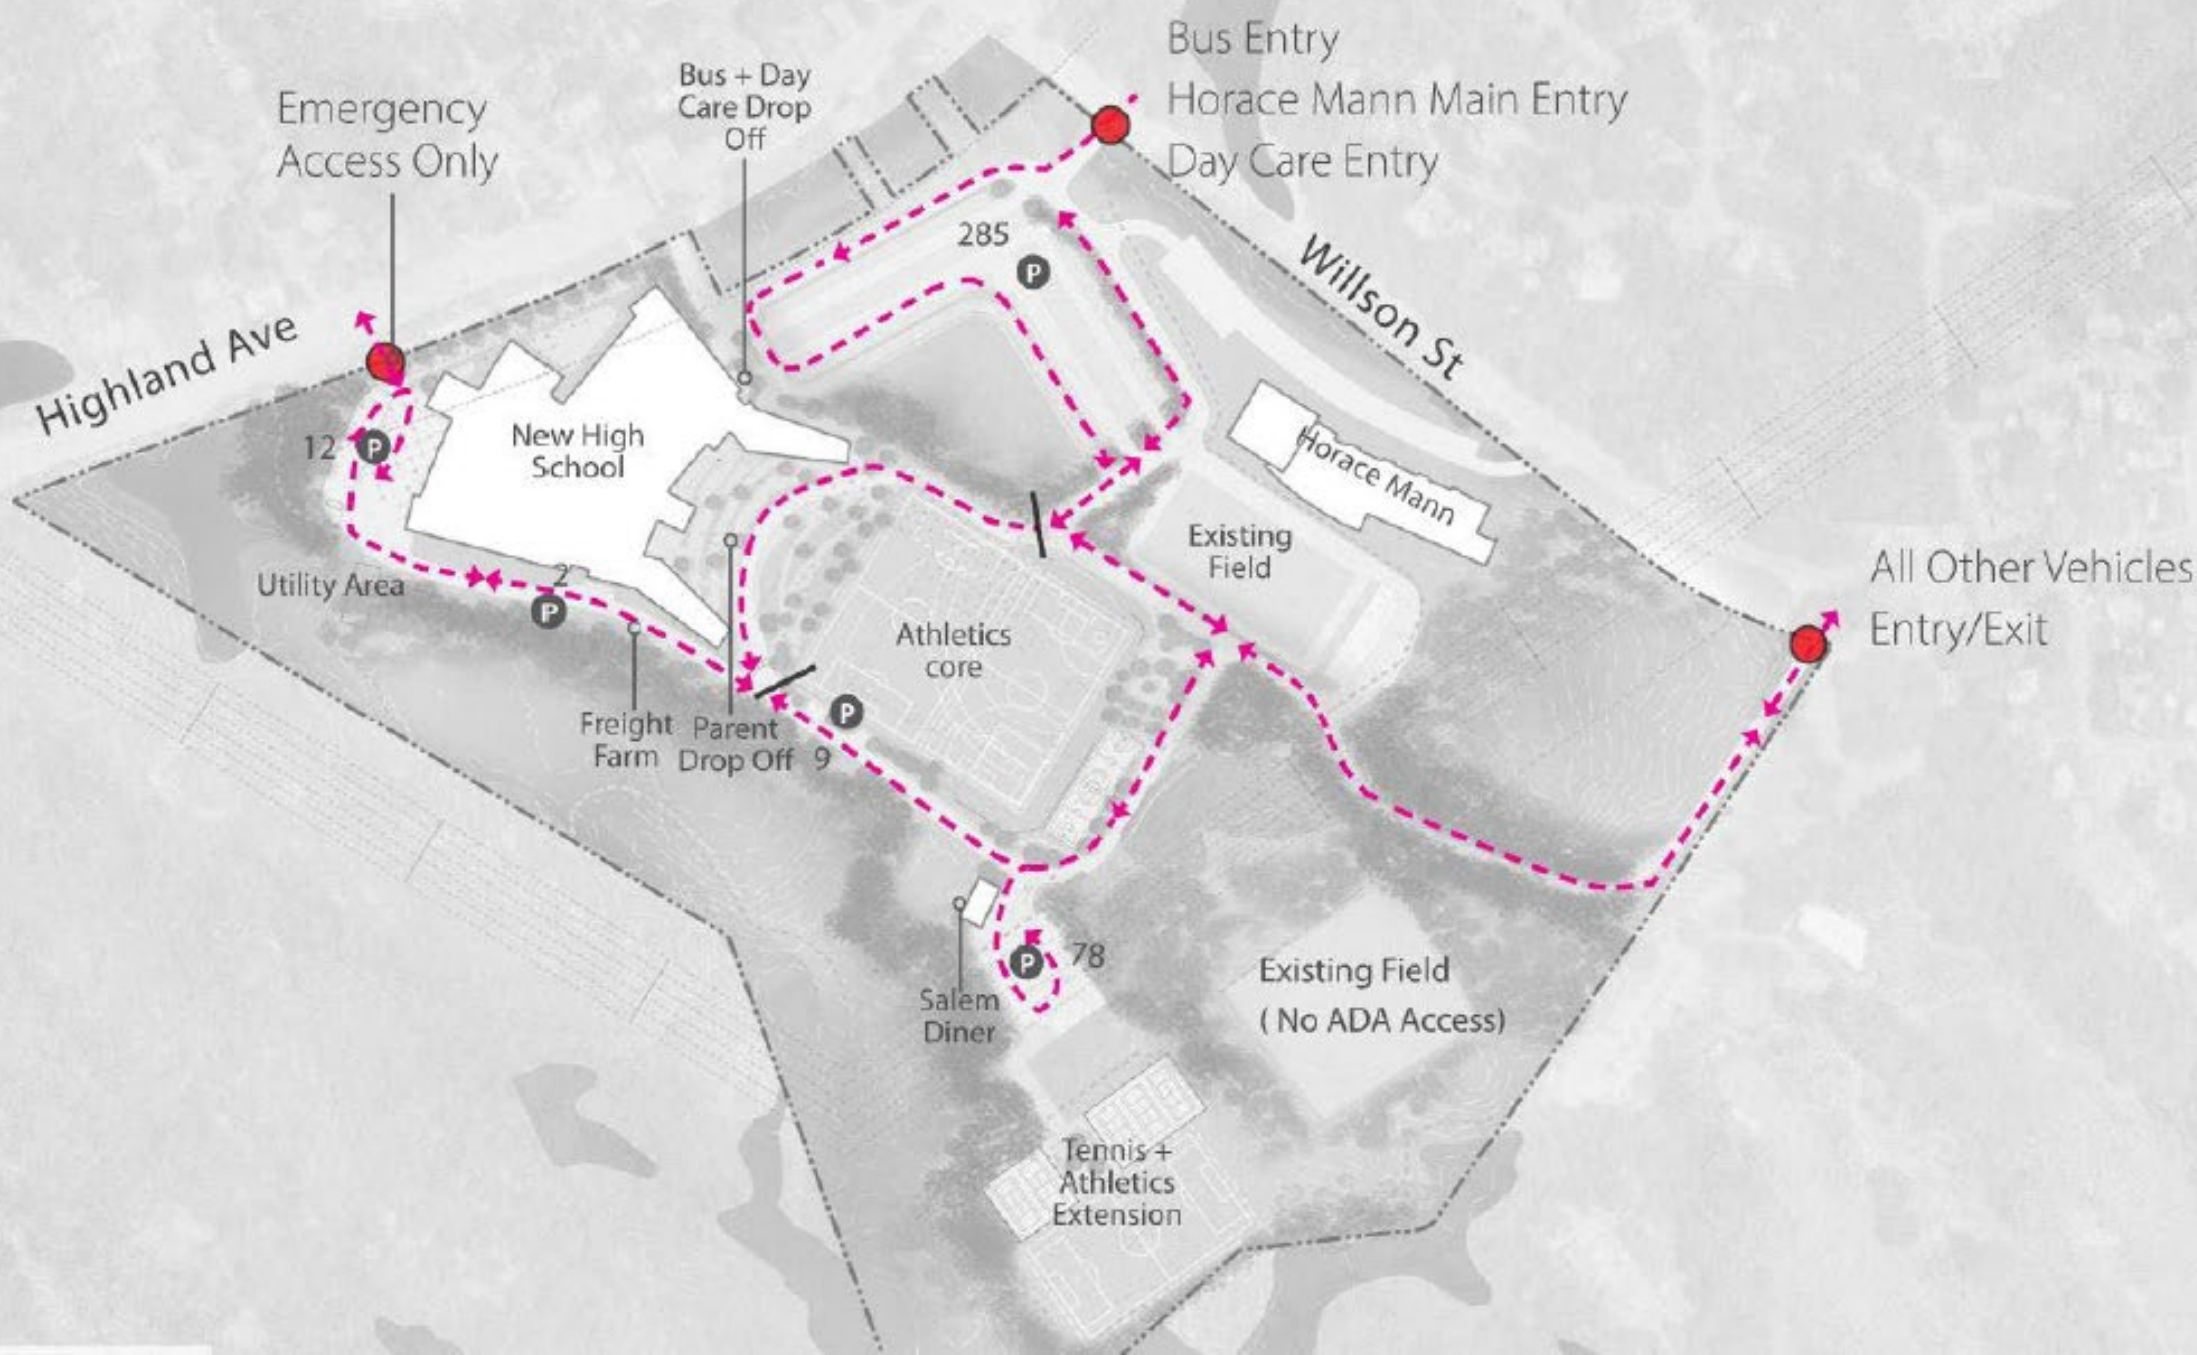 Bus Entry
Horace Mann Main Entry
Day Care Entry
Bus + Day
Care Drop
Off
Emergency
Access Only
285
P
Willson St
Highland Ave
12
P
New High
School
Horace Mann
Existing
Field
2
P
Utility Area
All Other Vehicles
Entry/Exit
Athletics
core
P
9
Freight
Farm
Parent
Drop Off
P
78
Salem
Diner
Existing Field
( No ADA Access)
Tennis +
Athletics
Extension